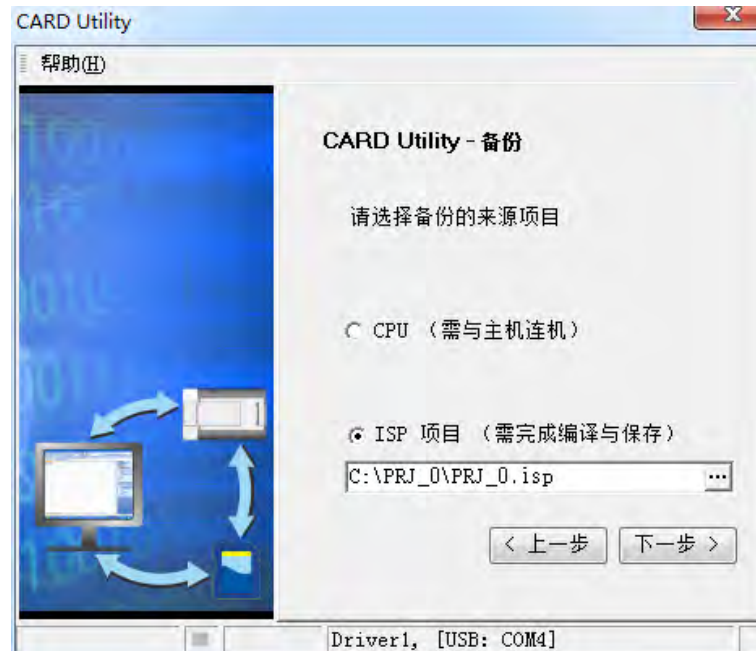 CARD Utility
帮助(H)
CARD Utility - 备份
请选择备份的来源项目
CPU （需与主机连机）
ISP 项目 （需完成编译与保存）
C:\PRJ_0\PRJ_0.isp
...
< 上一步
下一步 >
Driver1, [USB: COM4]